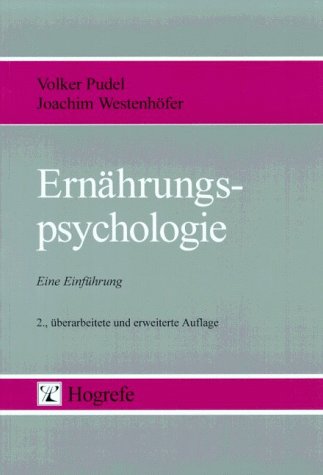 Volker Pudel
Joachim Westenhöfer
Ernährungs-
psychologie
Eine Einführung
2., überarbeitete und erweiterte Auflage
Hogrefe